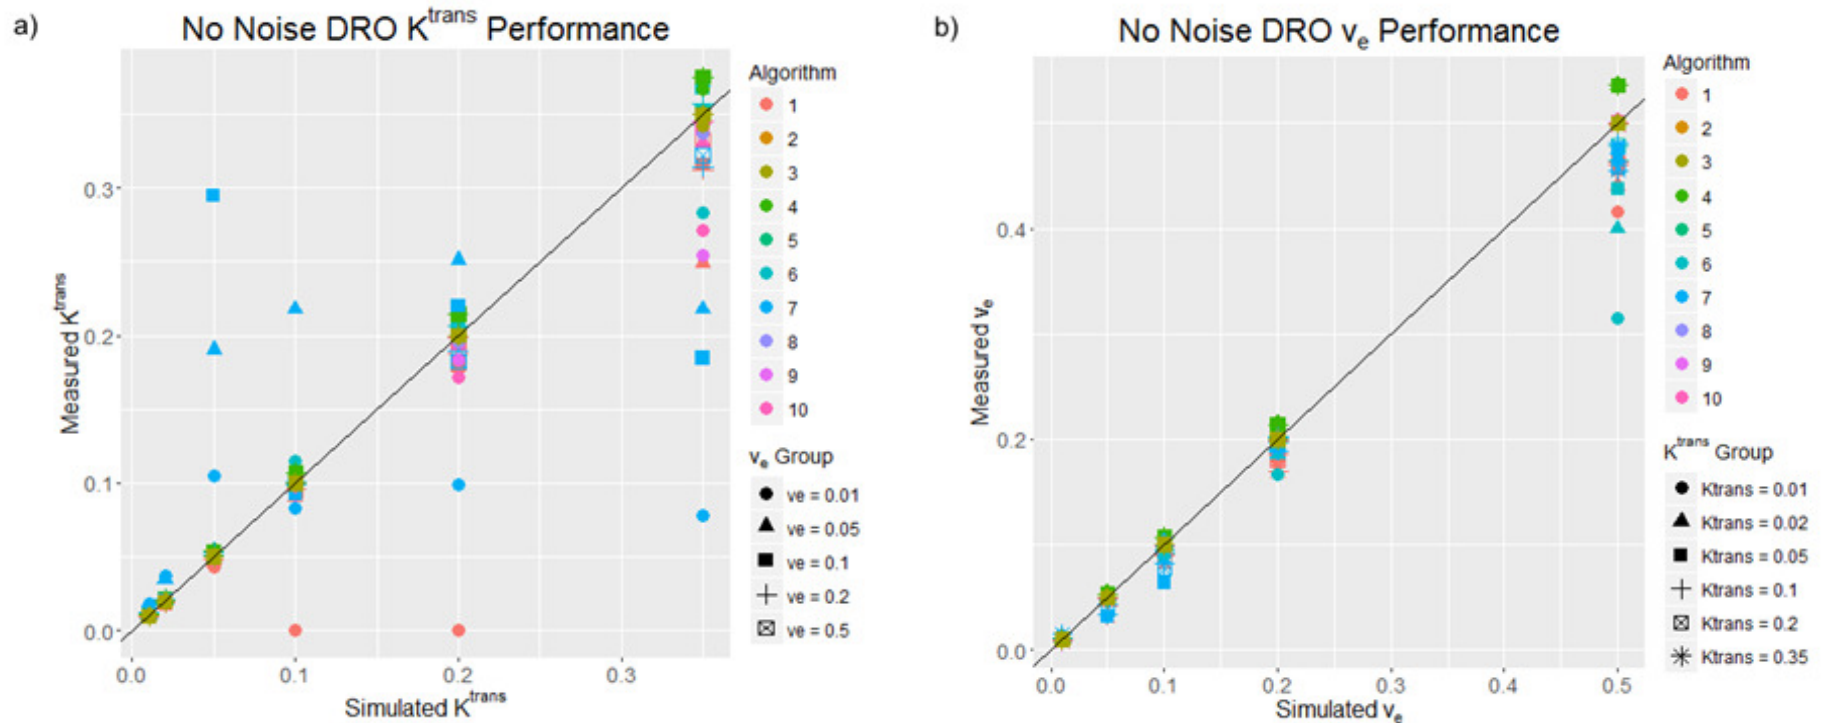 a)
No Noise DRO K^trans Performance
Measured K^trans
0.3
0.2
0.1
0.0
0.0 0.1 0.2 0.3
Simulated K^trans
Algorithm
1
2
3
4
5
6
7
8
9
10
v_e Group
ve = 0.01
ve = 0.05
ve = 0.1
ve = 0.2
ve = 0.5
b)
No Noise DRO v_e Performance
Measured v_e
0.4
0.2
0.0
0.0 0.1 0.2 0.3 0.4 0.5
Simulated v_e
Algorithm
1
2
3
4
5
6
7
8
9
10
K^trans Group
Ktrans = 0.01
Ktrans = 0.02
Ktrans = 0.05
Ktrans = 0.1
Ktrans = 0.2
Ktrans = 0.35